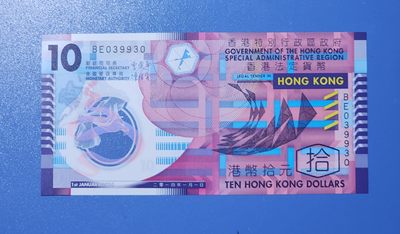 10
BE039930
財政司司長
FINANCIAL SECRETARY
金融管理專員
MONETARY AUTHORITY
香港特別行政區政府
GOVERNMENT OF THE HONG KONG
SPECIAL ADMINISTRATIVE REGION
香港法定貨幣
LEGAL TENDER IN
HONG KONG
BE039930
港幣拾元
拾
TEN HONG KONG DOLLARS
1st JANUARY
二零一四年一月一日